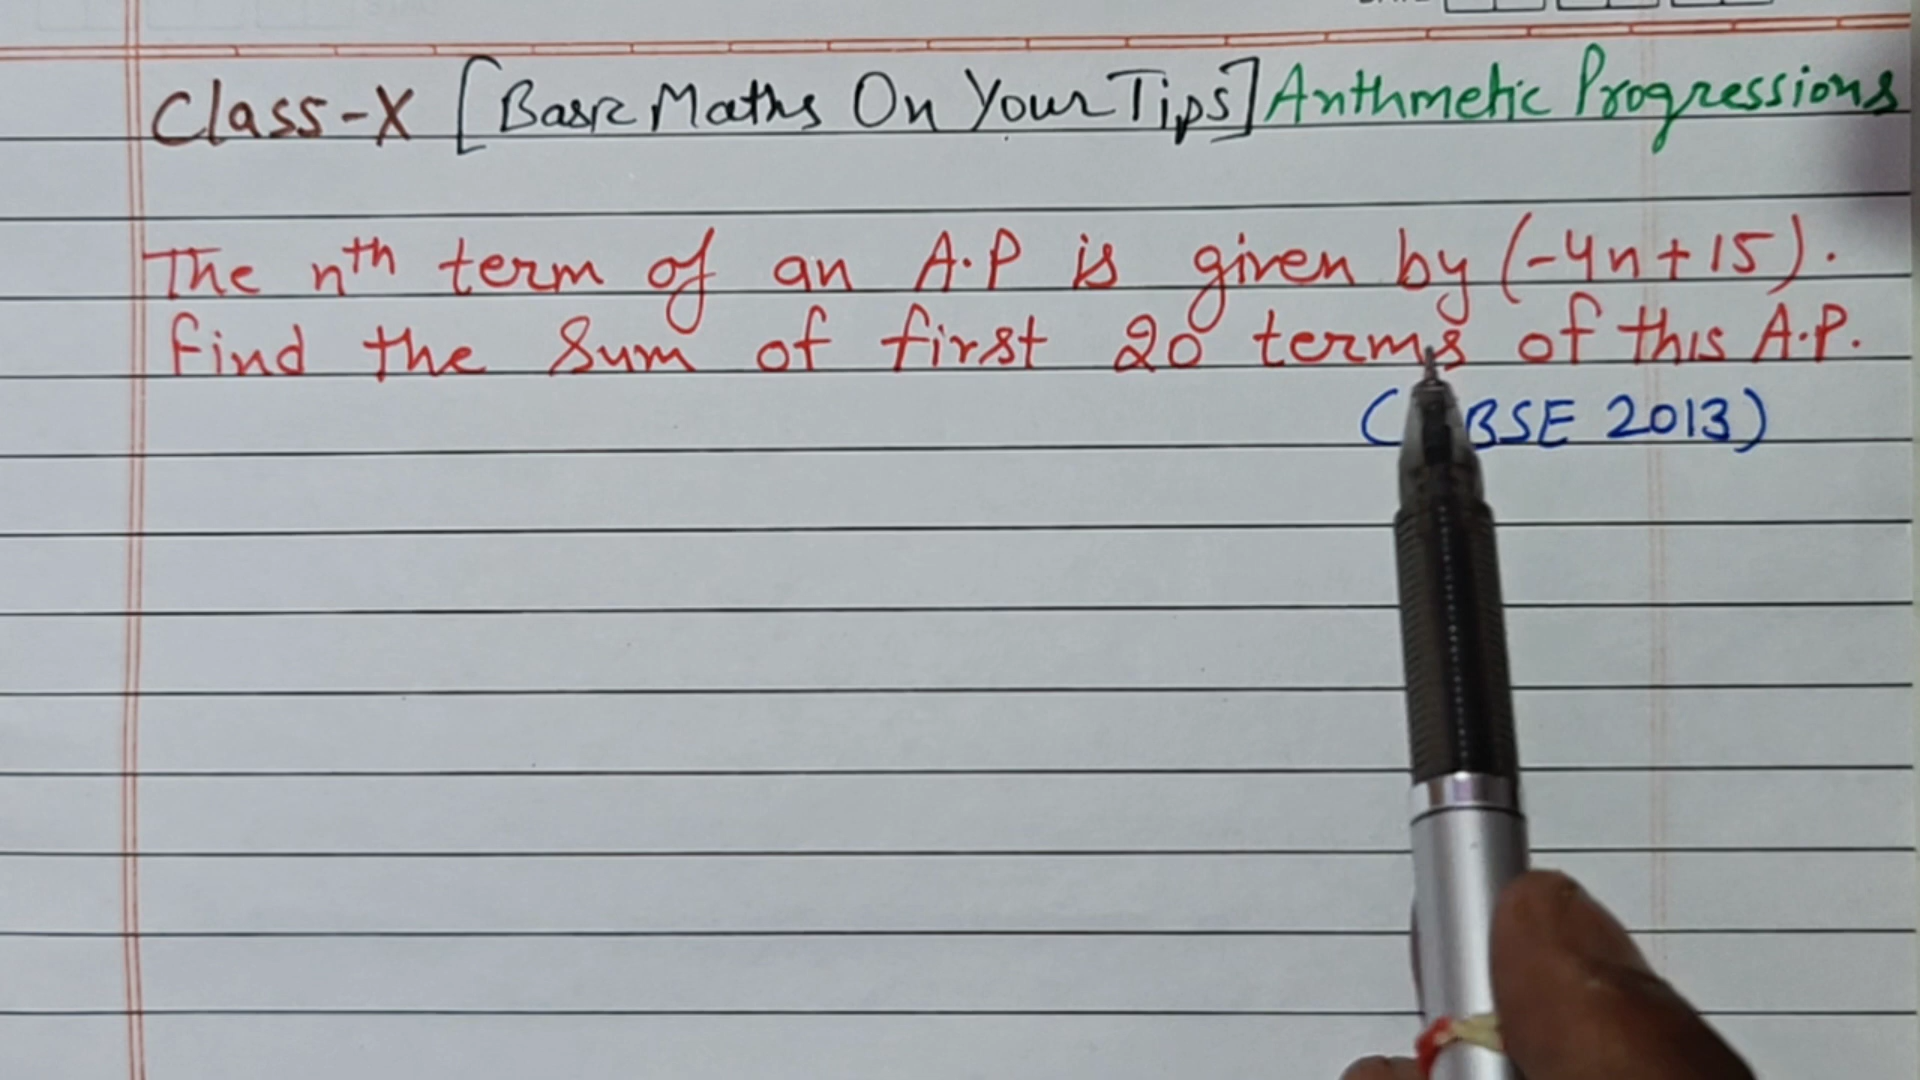 Class-X [Basic Maths On Your Tips] Arithmetic Progressions
The nth term of an A.P is given by (-4n+15).
find the Sum of first 20 terms of this A.P.
BSE 2013)